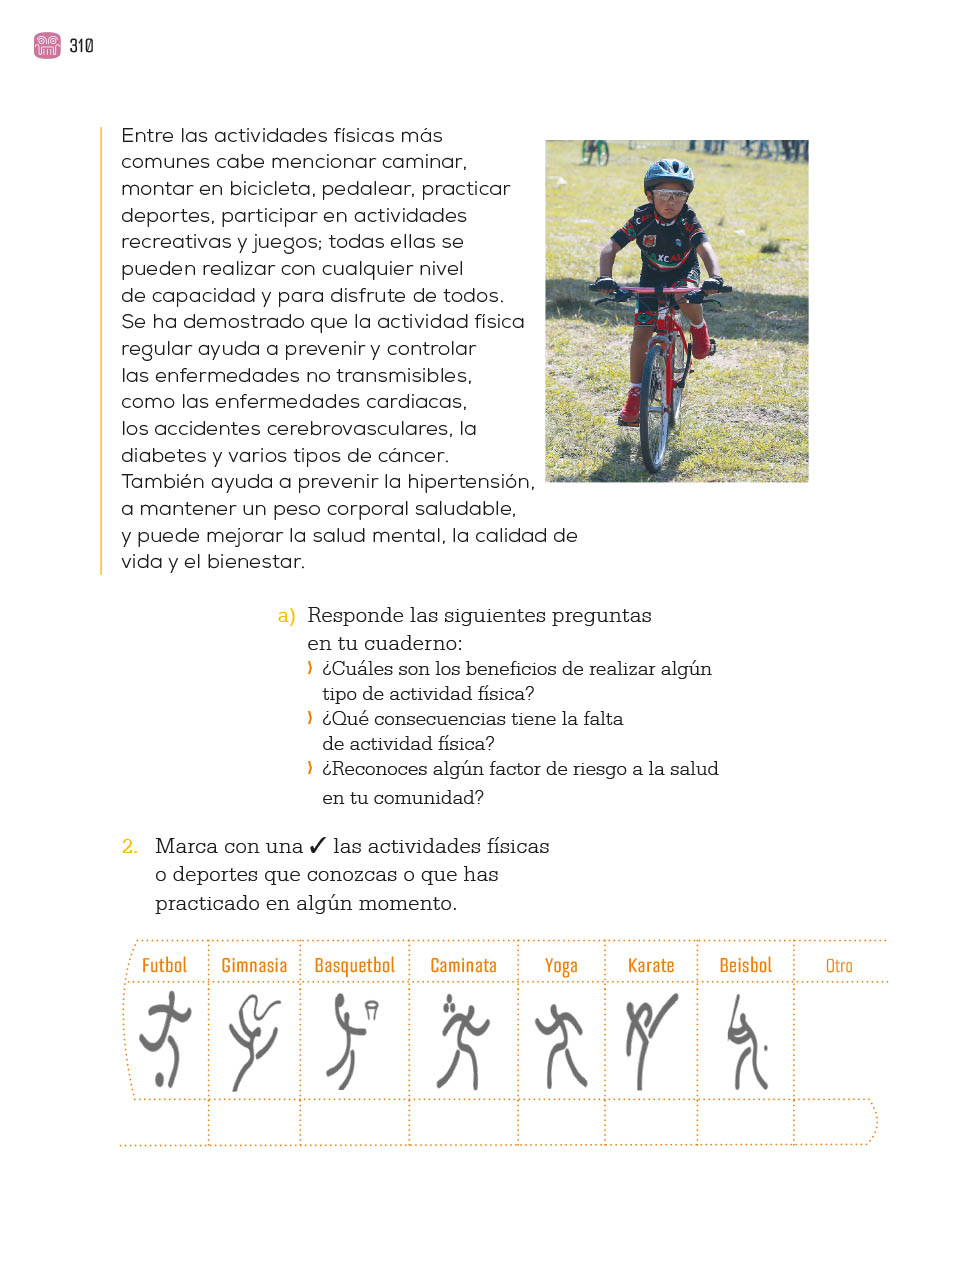 310
Entre las actividades físicas más
comunes cabe mencionar caminar,
montar en bicicleta, pedalear, practicar
deportes, participar en actividades
recreativas y juegos; todas ellas se
pueden realizar con cualquier nivel
de capacidad y para disfrute de todos.
Se ha demostrado que la actividad física
regular ayuda a prevenir y controlar
las enfermedades no transmisibles,
como las enfermedades cardiacas,
los accidentes cerebrovasculares, la
diabetes y varios tipos de cáncer.
También ayuda a prevenir la hipertensión,
a mantener un peso corporal saludable,
y puede mejorar la salud mental, la calidad de
vida y el bienestar.
a) Responde las siguientes preguntas
en tu cuaderno:
⟩ ¿Cuáles son los beneficios de realizar algún
tipo de actividad física?
⟩ ¿Qué consecuencias tiene la falta
de actividad física?
⟩ ¿Reconoces algún factor de riesgo a la salud
en tu comunidad?
2. Marca con una ✓ las actividades físicas
o deportes que conozcas o que has
practicado en algún momento.
Futbol Gimnasia Basquetbol Caminata Yoga Karate Beisbol Otro